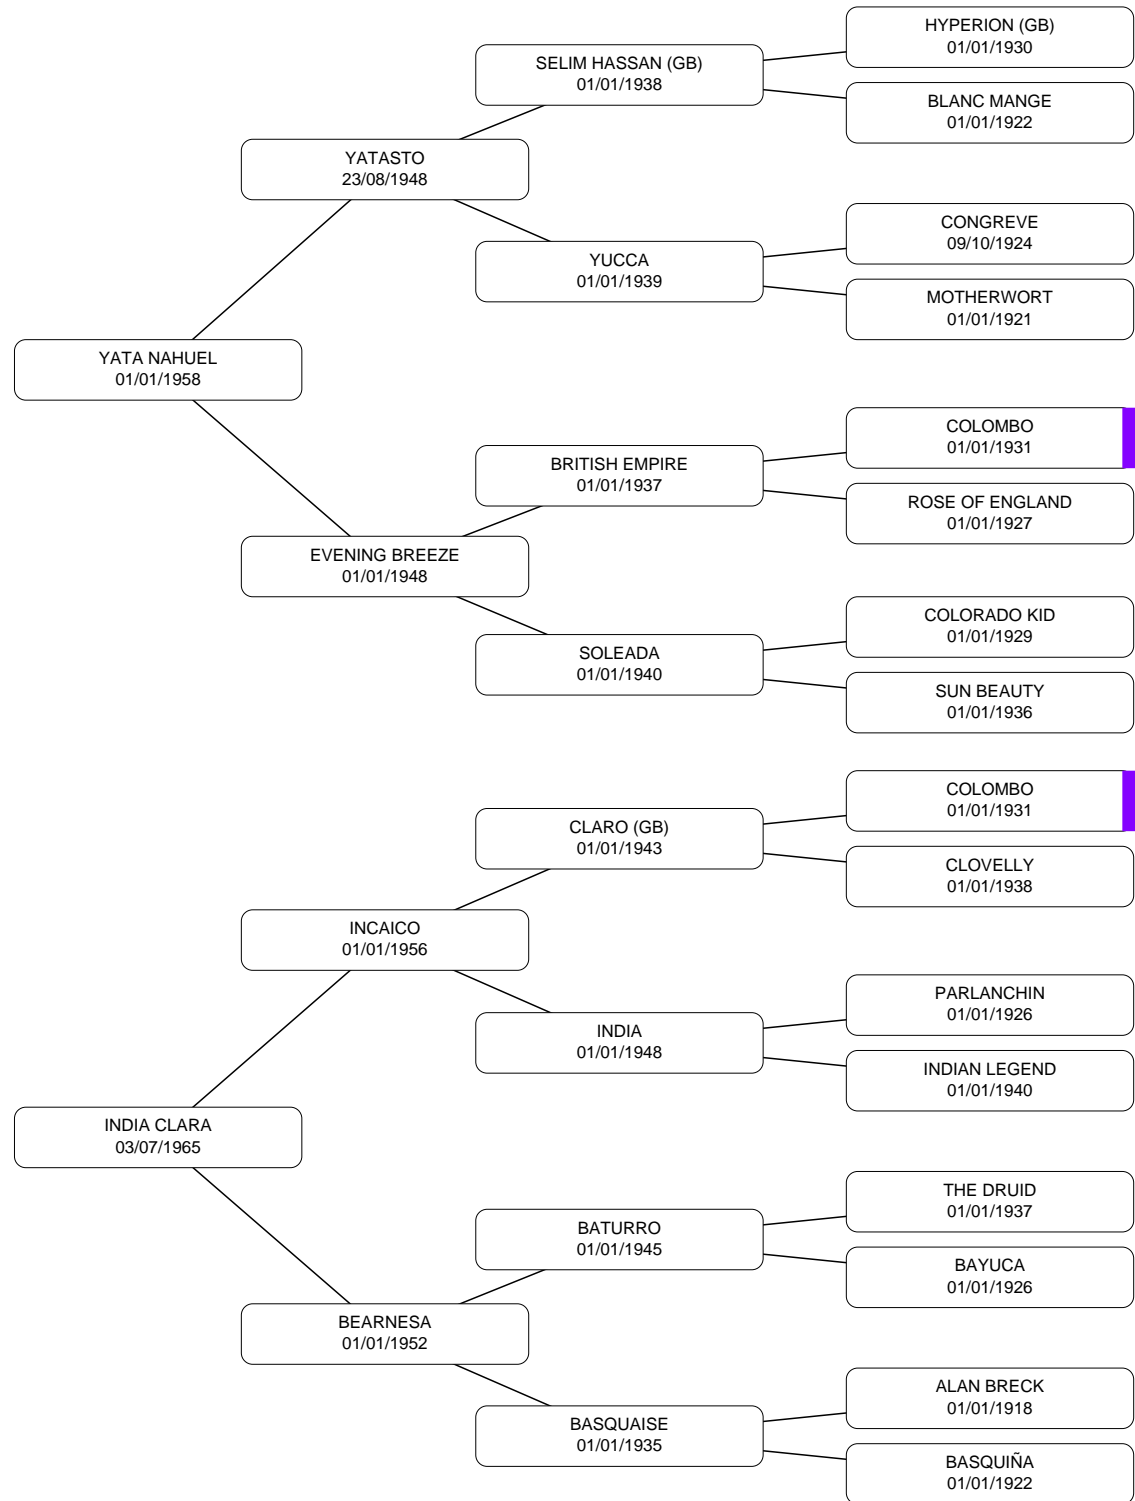 HYPERION (GB)
01/01/1930
SELIM HASSAN (GB)
01/01/1938
BLANC MANGE
01/01/1922
YATASTO
23/08/1948
CONGREVE
09/10/1924
YUCCA
01/01/1939
MOTHERWORT
01/01/1921
YATA NAHUEL
01/01/1958
COLOMBO
01/01/1931
BRITISH EMPIRE
01/01/1937
ROSE OF ENGLAND
01/01/1927
EVENING BREEZE
01/01/1948
COLORADO KID
01/01/1929
SOLEADA
01/01/1940
SUN BEAUTY
01/01/1936
COLOMBO
01/01/1931
CLARO (GB)
01/01/1943
CLOVELLY
01/01/1938
INCAICO
01/01/1956
PARLANCHIN
01/01/1926
INDIA
01/01/1948
INDIAN LEGEND
01/01/1940
INDIA CLARA
03/07/1965
THE DRUID
01/01/1937
BATURRO
01/01/1945
BAYUCA
01/01/1926
BEARNESA
01/01/1952
ALAN BRECK
01/01/1918
BASQUAISE
01/01/1935
BASQUIÑA
01/01/1922